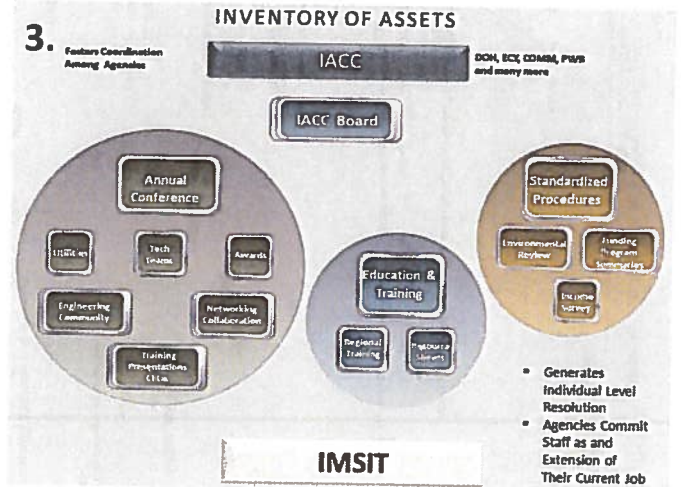 INVENTORY OF ASSETS
3.
Fosters Coordination
Among Agencies
IACC
DOH, ECY, COMM, PWB
and many more
IACC Board
Annual
Conference
Utilities
Tech
Teams
Awards
Engineering
Community
Networking
Collaboration
Training
Presentations
CEUs
Education &
Training
Regional
Training
Resource
Standardized
Procedures
Environmental
Review
Funding
Program
Summaries
Income
Survey
▪ Generates
Individual Level
Resolution
▪ Agencies Commit
Staff as and
Extension of
Their Current Job
IMSIT